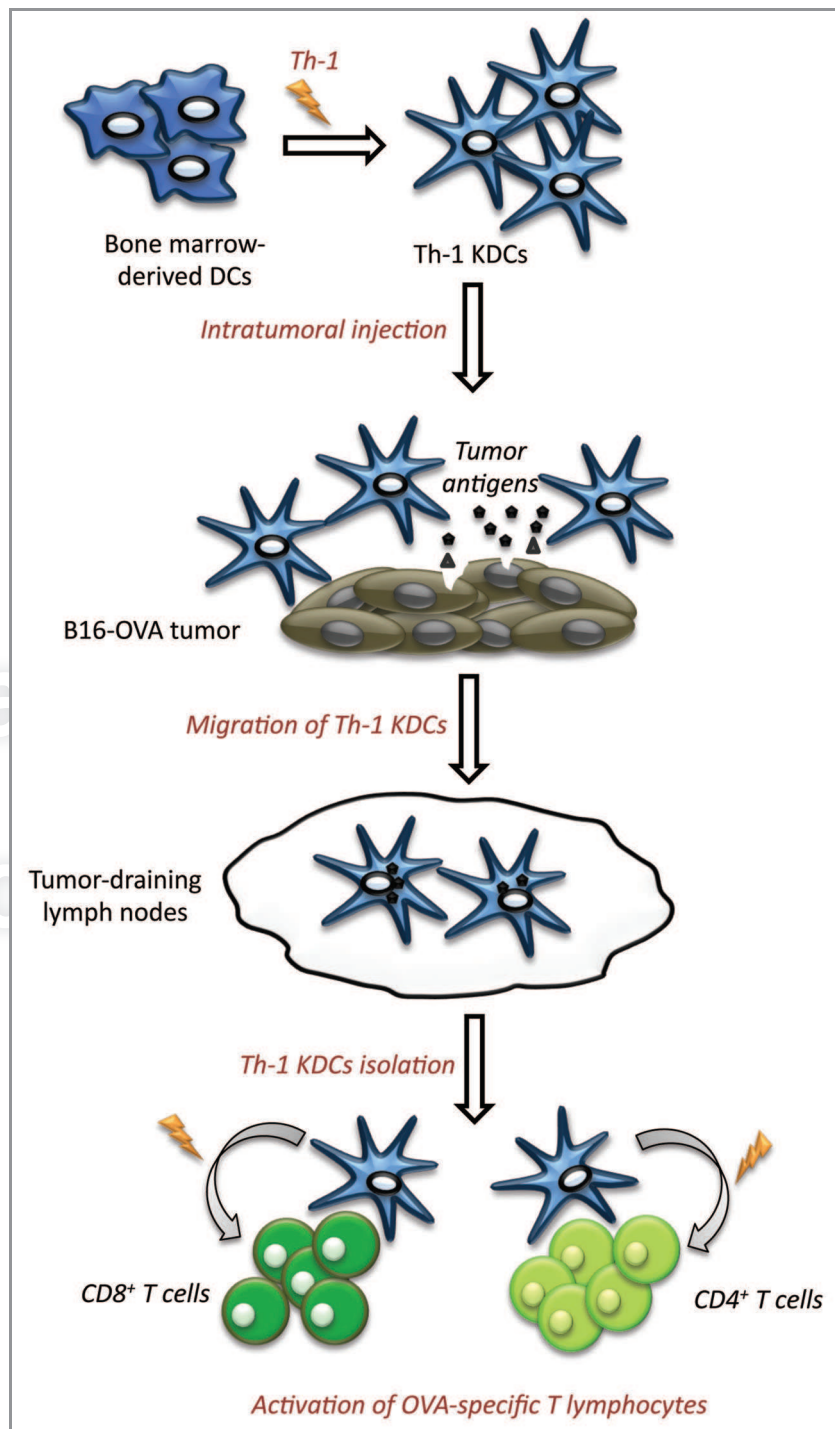 Th-1
Bone marrow-
derived DCs
Th-1 KDCs
Intratumoral injection
Tumor
antigens
B16-OVA tumor
Migration of Th-1 KDCs
Tumor-draining
lymph nodes
Th-1 KDCs isolation
CD8⁺ T cells
CD4⁺ T cells
Activation of OVA-specific T lymphocytes